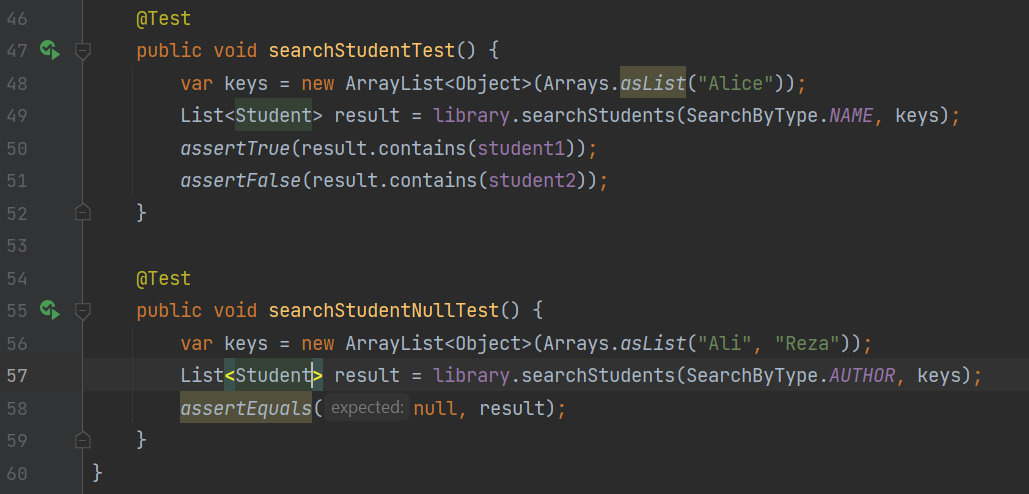 46 @Test
47 public void searchStudentTest() {
48 var keys = new ArrayList<Object>(Arrays.asList("Alice"));
49 List<Student> result = library.searchStudents(SearchByType.NAME, keys);
50 assertTrue(result.contains(student1));
51 assertFalse(result.contains(student2));
52 }
53
54 @Test
55 public void searchStudentNullTest() {
56 var keys = new ArrayList<Object>(Arrays.asList("Ali", "Reza"));
57 List<Student> result = library.searchStudents(SearchByType.AUTHOR, keys);
58 assertEquals( expected: null, result);
59 }
60 }